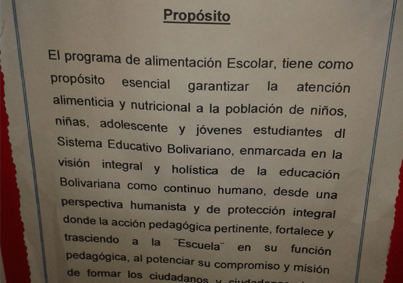 Propósito
El programa de alimentación Escolar, tiene como
propósito esencial garantizar la atención
alimenticia y nutricional a la población de niños,
niñas, adolescente y jóvenes estudiantes dl
Sistema Educativo Bolivariano, enmarcada en la
visión integral y holística de la educación
Bolivariana como continuo humano, desde una
perspectiva humanista y de protección integral
donde la acción pedagógica pertinente, fortalece y
trasciendo a la ¨Escuela¨ en su función
pedagógica, al potenciar su compromiso y misión
de formar los ciudadanos y